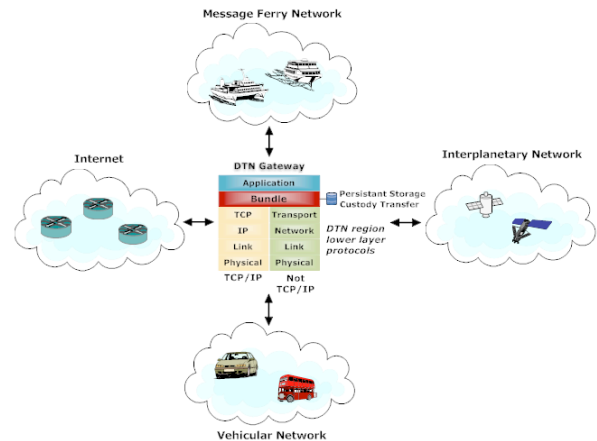 Message Ferry Network
Internet
DTN Gateway
Interplanetary Network
Application
Bundle
Persistant Storage
Custody Transfer
TCP Transport
IP Network
Link Link
Physical Physical
DTN region
lower layer
protocols
TCP/IP Not
TCP/IP
Vehicular Network